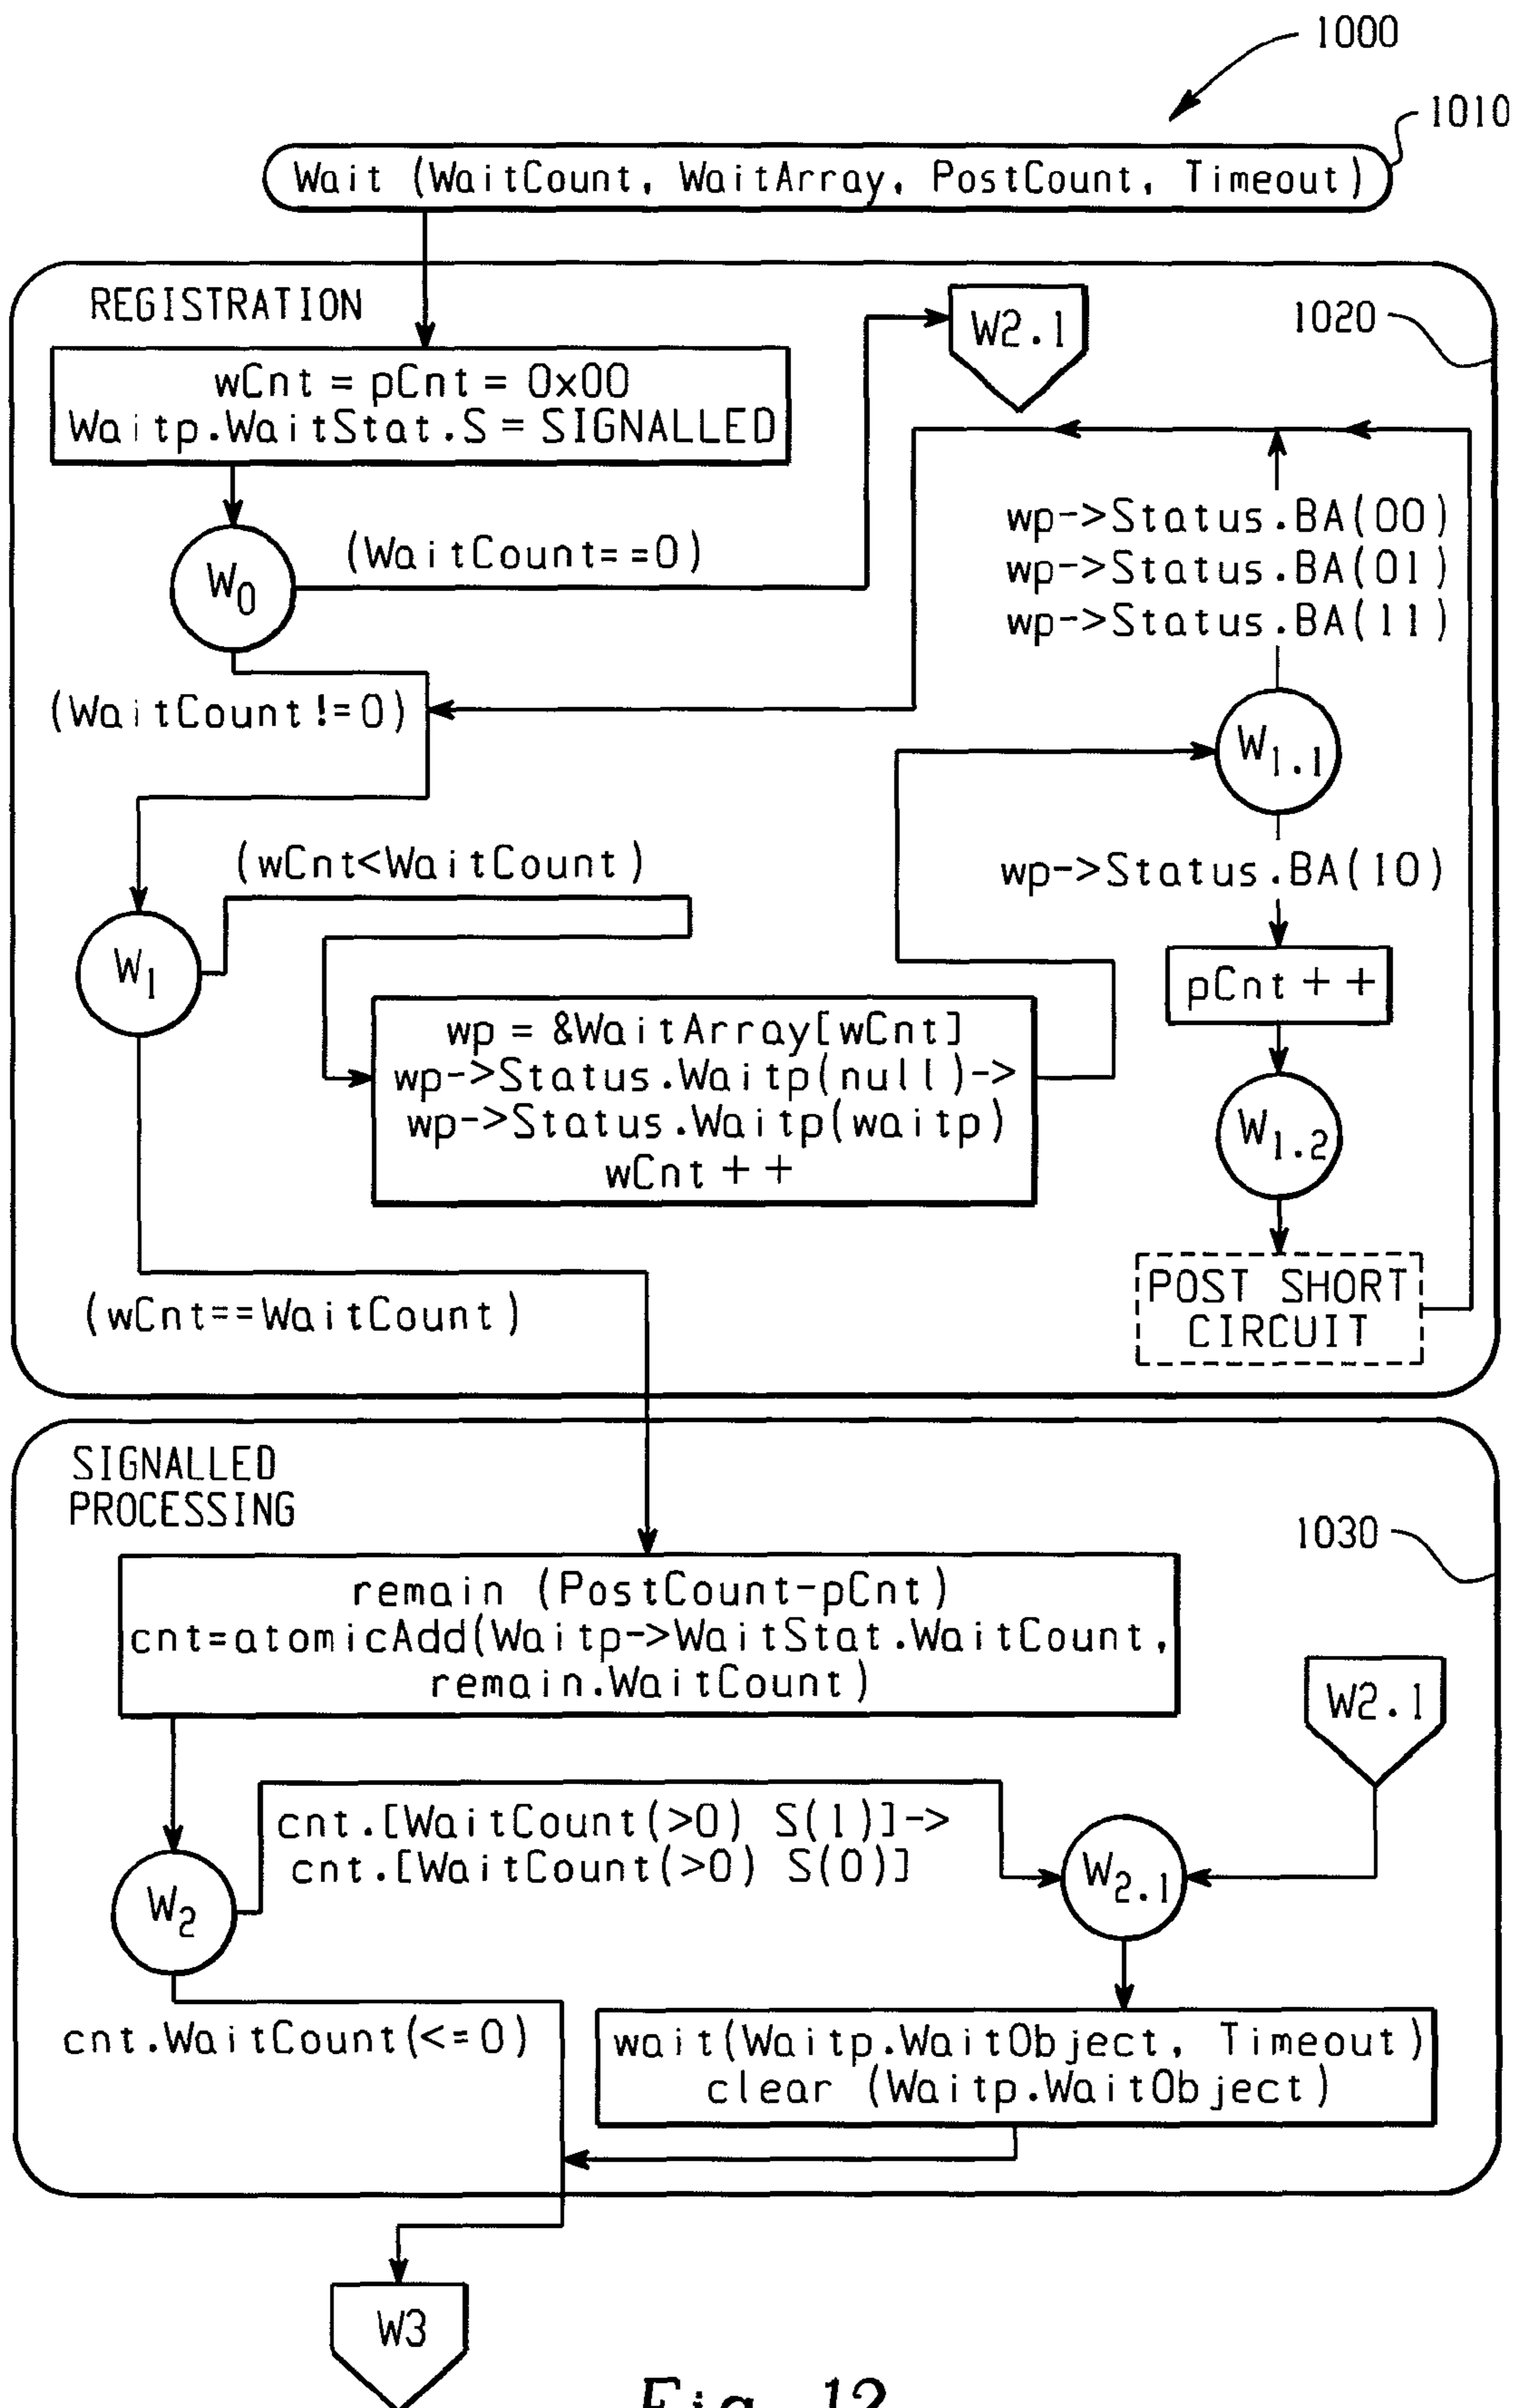 1000
1010
Wait (WaitCount, WaitArray, PostCount, Timeout)
REGISTRATION
W2.1
1020
wCnt = pCnt = 0x00
Waitp.WaitStat.S = SIGNALLED
W0
(WaitCount==0)
wp->Status.BA(00)
wp->Status.BA(01)
wp->Status.BA(11)
(WaitCount!=0)
W1.1
(wCnt<WaitCount)
wp->Status.BA(10)
W1
pCnt++
wp = &WaitArray[wCnt]
wp->Status.Waitp(null)->
wp->Status.Waitp(waitp)
wCnt++
W1.2
POST SHORT
CIRCUIT
(wCnt==WaitCount)
SIGNALLED
PROCESSING
1030
remain (PostCount-pCnt)
cnt=atomicAdd(Waitp->WaitStat.WaitCount,
remain.WaitCount)
W2.1
cnt.[WaitCount(>0) S(1)]->
cnt.[WaitCount(>0) S(0)]
W2
W2.1
cnt.WaitCount(<=0)
wait(Waitp.WaitObject, Timeout)
clear (Waitp.WaitObject)
W3
Fig. 12